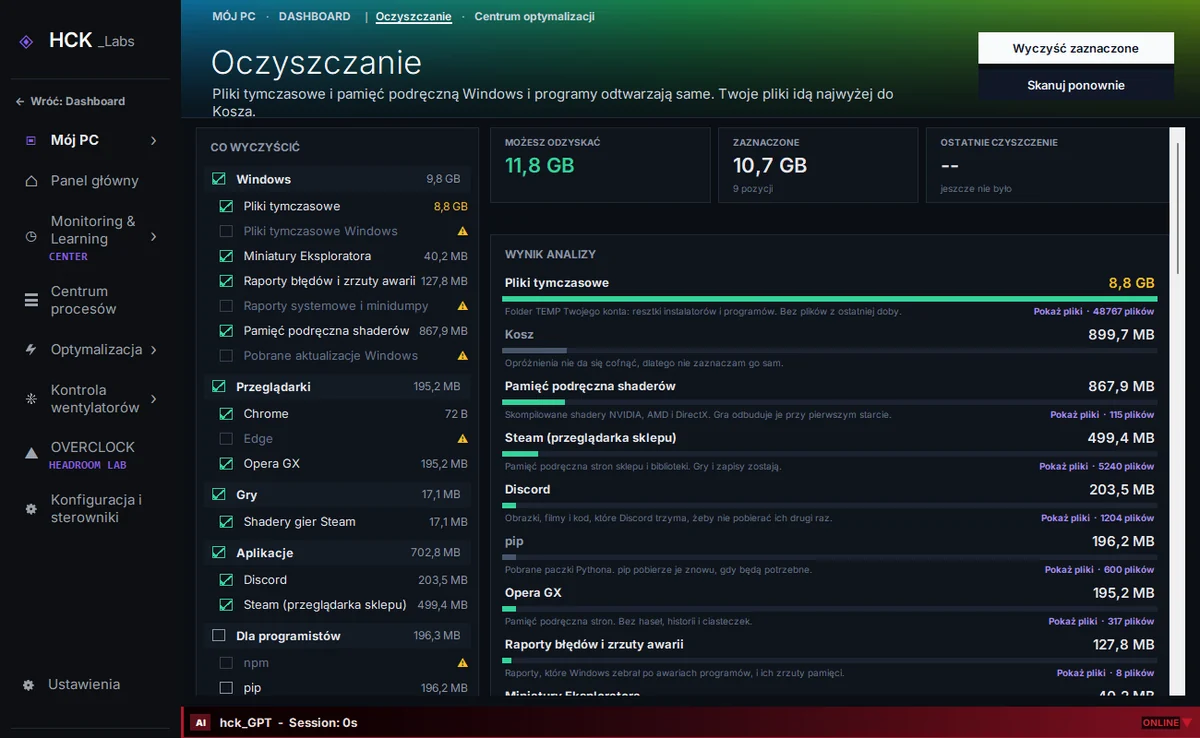 HCK _Labs
← Wróć: Dashboard
Mój PC
Panel główny
Monitoring &
Learning
CENTER
Centrum
procesów
Optymalizacja
Kontrola
wentylatorów
OVERCLOCK
HEADROOM LAB
Konfiguracja i
sterowniki
Ustawienia
MÓJ PC · DASHBOARD | Oczyszczanie · Centrum optymalizacji
Oczyszczanie
Pliki tymczasowe i pamięć podręczną Windows i programy odtwarzają same. Twoje pliki idą najwyżej do
Kosza.
Wyczyść zaznaczone
Skanuj ponownie
CO WYCZYŚCIĆ
Windows 9,8 GB
Pliki tymczasowe 8,8 GB
Pliki tymczasowe Windows
Miniatury Eksploratora 40,2 MB
Raporty błędów i zrzuty awarii 127,8 MB
Raporty systemowe i minidumpy
Pamięć podręczna shaderów 867,9 MB
Pobrane aktualizacje Windows
Przeglądarki 195,2 MB
Chrome 72 B
Edge
Opera GX 195,2 MB
Gry 17,1 MB
Shadery gier Steam 17,1 MB
Aplikacje 702,8 MB
Discord 203,5 MB
Steam (przeglądarka sklepu) 499,4 MB
Dla programistów 196,3 MB
npm
pip 196,2 MB
MOŻESZ ODZYSKAĆ
11,8 GB
ZAZNACZONE
10,7 GB
9 pozycji
OSTATNIE CZYSZCZENIE
--
jeszcze nie było
WYNIK ANALIZY
Pliki tymczasowe 8,8 GB
Folder TEMP Twojego konta: resztki instalatorów i programów. Bez plików z ostatniej doby. Pokaż pliki · 48767 plików
Kosz 899,7 MB
Opróżnienia nie da się cofnąć, dlatego nie zaznaczam go sam.
Pamięć podręczna shaderów 867,9 MB
Skompilowane shadery NVIDIA, AMD i DirectX. Gra odbuduje je przy pierwszym starcie. Pokaż pliki · 115 plików
Steam (przeglądarka sklepu) 499,4 MB
Pamięć podręczna stron sklepu i biblioteki. Gry i zapisy zostają. Pokaż pliki · 5240 plików
Discord 203,5 MB
Obrazki, filmy i kod, które Discord trzyma, żeby nie pobierać ich drugi raz. Pokaż pliki · 1204 plików
pip 196,2 MB
Pobrane paczki Pythona. pip pobierze je znowu, gdy będą potrzebne. Pokaż pliki · 600 plików
Opera GX 195,2 MB
Pamięć podręczna stron. Bez haseł, historii i ciasteczek. Pokaż pliki · 317 plików
Raporty błędów i zrzuty awarii 127,8 MB
Raporty, które Windows zebrał po awariach programów, i ich zrzuty pamięci. Pokaż pliki · 8 plików
Miniatury Eksploratora 40,2 MB
AI hck_GPT - Session: 0s
ONLINE